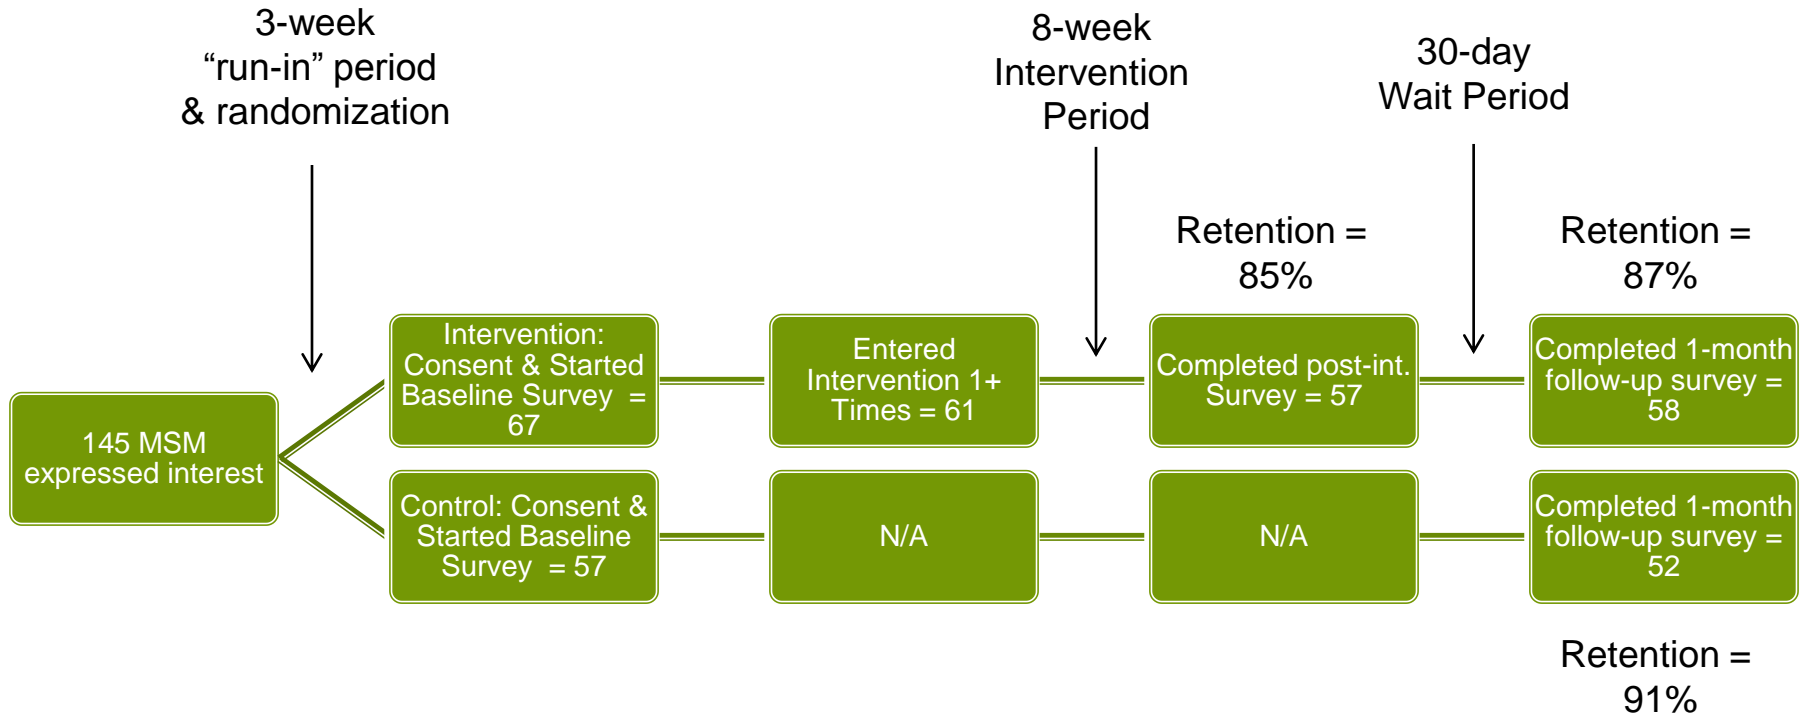 3-week
“run-in” period
& randomization
8-week
Intervention
Period
30-day
Wait Period
Retention =
85%
Retention =
87%
145 MSM
expressed interest
Intervention:
Consent & Started
Baseline Survey  =
67
Entered
Intervention 1+
Times = 61
Completed post-int.
Survey = 57
Completed 1-month
follow-up survey =
58
Control: Consent &
Started Baseline
Survey  = 57
N/A
N/A
Completed 1-month
follow-up survey =
52
Retention =
91%